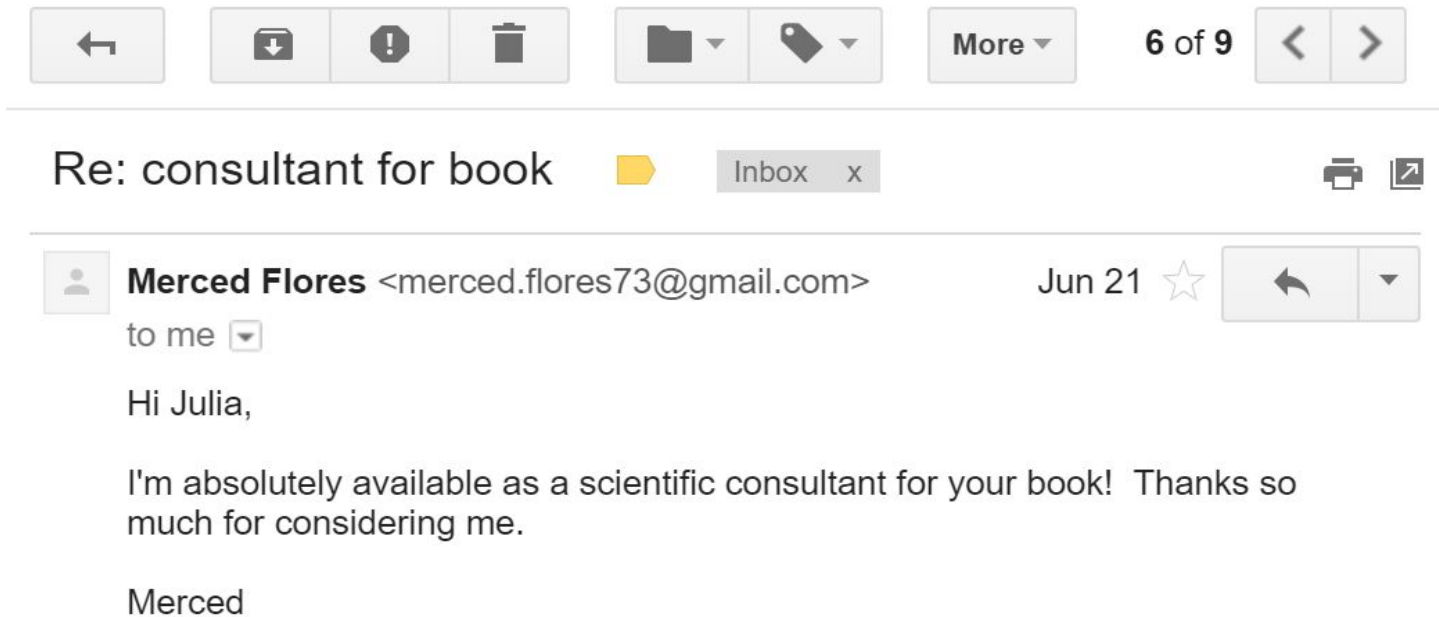 More 6 of 9
Re: consultant for book Inbox x
Merced Flores <merced.flores73@gmail.com> Jun 21
to me
Hi Julia,
I'm absolutely available as a scientific consultant for your book!  Thanks so
much for considering me.
Merced